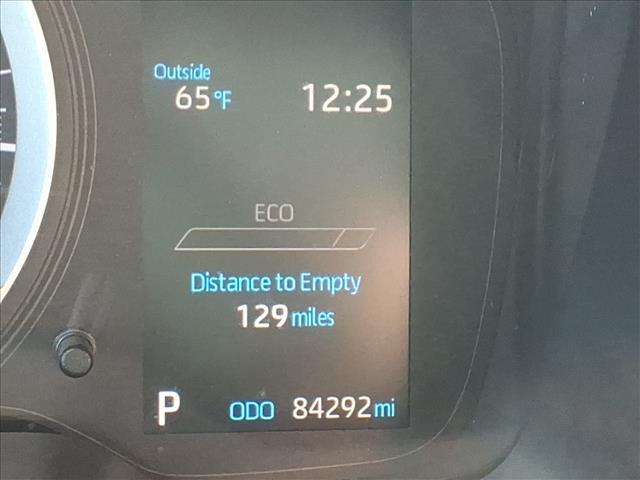 Outside
65°F 12:25
ECO
Distance to Empty
129 miles
P ODO 84292 mi